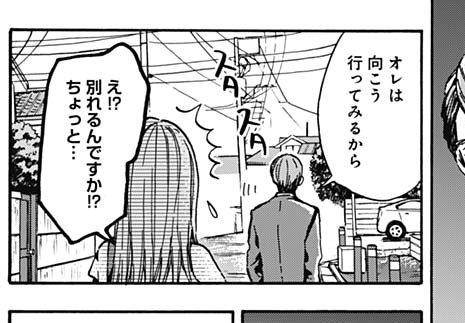 オレは
向こう
行ってみるから
スタ
スタ
え!?
別れるんですか!?
ちょっと…